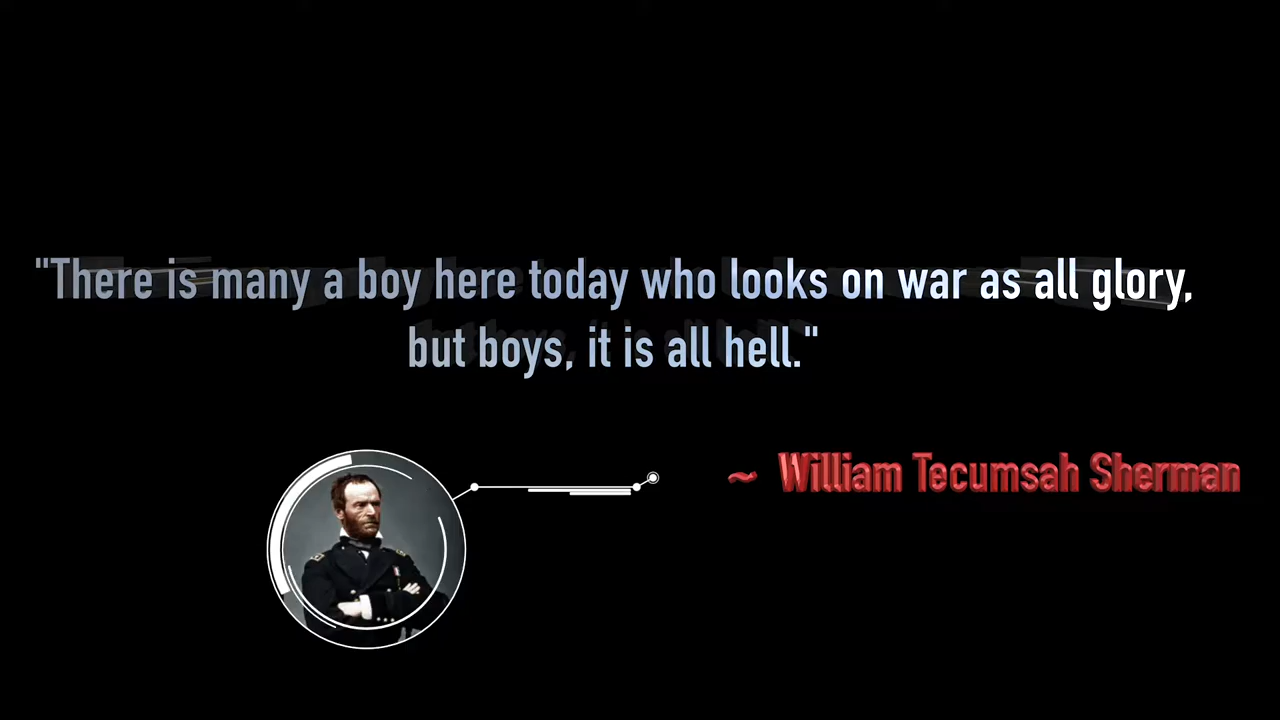 "There is many a boy here today who looks on war as all glory,
but boys, it is all hell."
~ William Tecumsah Sherman